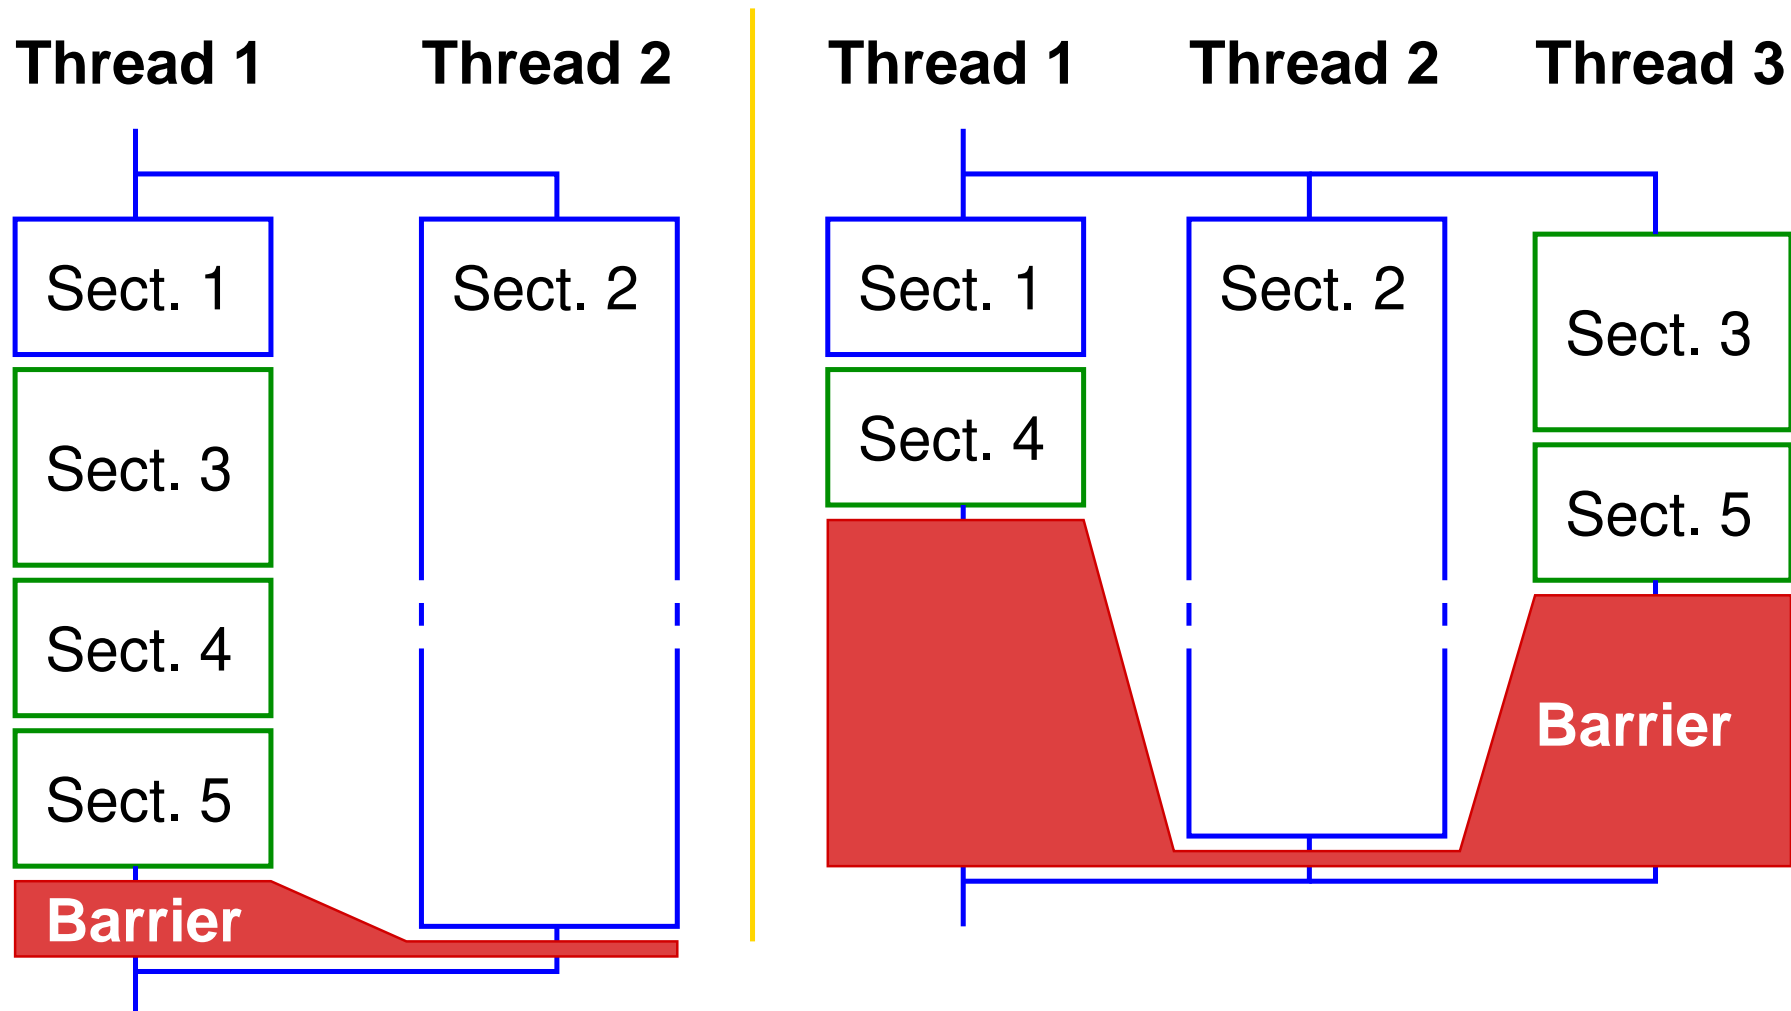 Thread 1
Thread 2
Sect. 1
Sect. 2
Sect. 3
Sect. 4
Sect. 5
Barrier
Thread 1
Thread 2
Thread 3
Sect. 1
Sect. 2
Sect. 3
Sect. 4
Sect. 5
Barrier